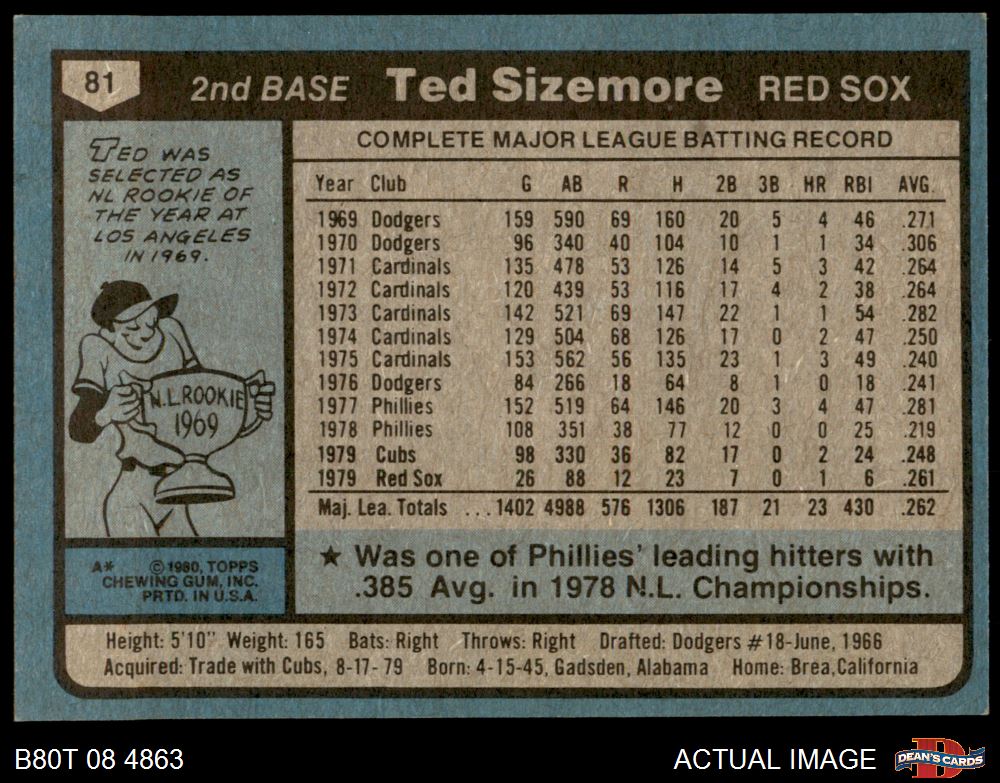 81 2nd BASE Ted Sizemore RED SOX
TED WAS
SELECTED AS
NL ROOKIE OF
THE YEAR AT
LOS ANGELES
IN 1969.
N.L. ROOKIE
1969
A* © 1980, TOPPS
CHEWING GUM, INC.
PRTD. IN U.S.A.
COMPLETE MAJOR LEAGUE BATTING RECORD
Year Club G AB R H 2B 3B HR RBI AVG.
1969 Dodgers 159 590 69 160 20 5 4 46 .271
1970 Dodgers 96 340 40 104 10 1 1 34 .306
1971 Cardinals 135 478 53 126 14 5 3 42 .264
1972 Cardinals 120 439 53 116 17 4 2 38 .264
1973 Cardinals 142 521 69 147 22 1 1 54 .282
1974 Cardinals 129 504 68 126 17 0 2 47 .250
1975 Cardinals 153 562 56 135 23 1 3 49 .240
1976 Dodgers 84 266 18 64 8 1 0 18 .241
1977 Phillies 152 519 64 146 20 3 4 47 .281
1978 Phillies 108 351 38 77 12 0 0 25 .219
1979 Cubs 98 330 36 82 17 0 2 24 .248
1979 Red Sox 26 88 12 23 7 0 1 6 .261
Maj. Lea. Totals ...1402 4988 576 1306 187 21 23 430 .262
★ Was one of Phillies' leading hitters with
.385 Avg. in 1978 N.L. Championships.
Height: 5'10" Weight: 165 Bats: Right Throws: Right Drafted: Dodgers #18-June, 1966
Acquired: Trade with Cubs, 8-17-79 Born: 4-15-45, Gadsden, Alabama Home: Brea, California
B80T 08 4863 ACTUAL IMAGE D DEAN'S CARDS